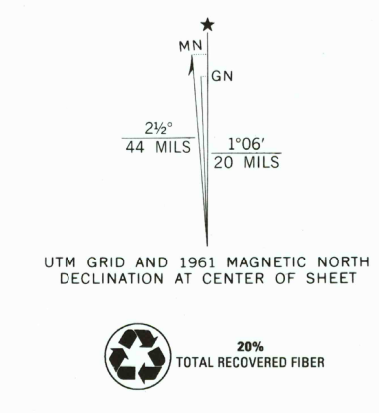 MN
GN
2½°
44 MILS
1°06′
20 MILS
UTM GRID AND 1961 MAGNETIC NORTH
DECLINATION AT CENTER OF SHEET
20%
TOTAL RECOVERED FIBER